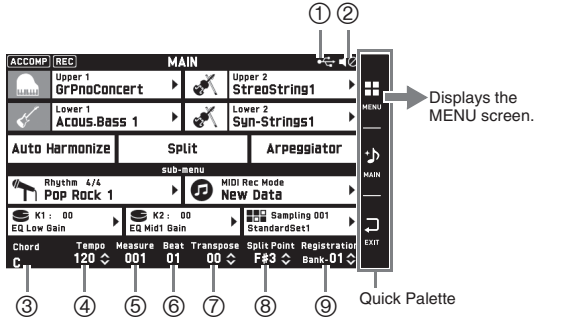 ① ②
ACCOMP REC MAIN
Upper 1
GrPnoConcert
Upper 2
StreoString1
Lower 1
Acous.Bass 1
Lower 2
Syn-Strings1
Auto Harmonize Split Arpeggiator
sub-menu
Rhythm 4/4
Pop Rock 1
MIDI Rec Mode
New Data
K1 : 00
EQ Low Gain
K2 : 00
EQ Mid1 Gain
Sampling 001
StandardSet1
Chord Tempo Measure Beat Transpose Split Point Registration
C 120 001 01 00 F#3 Bank-01
MENU
MAIN
EXIT
Displays the
MENU screen.
Quick Palette
③ ④ ⑤ ⑥ ⑦ ⑧ ⑨